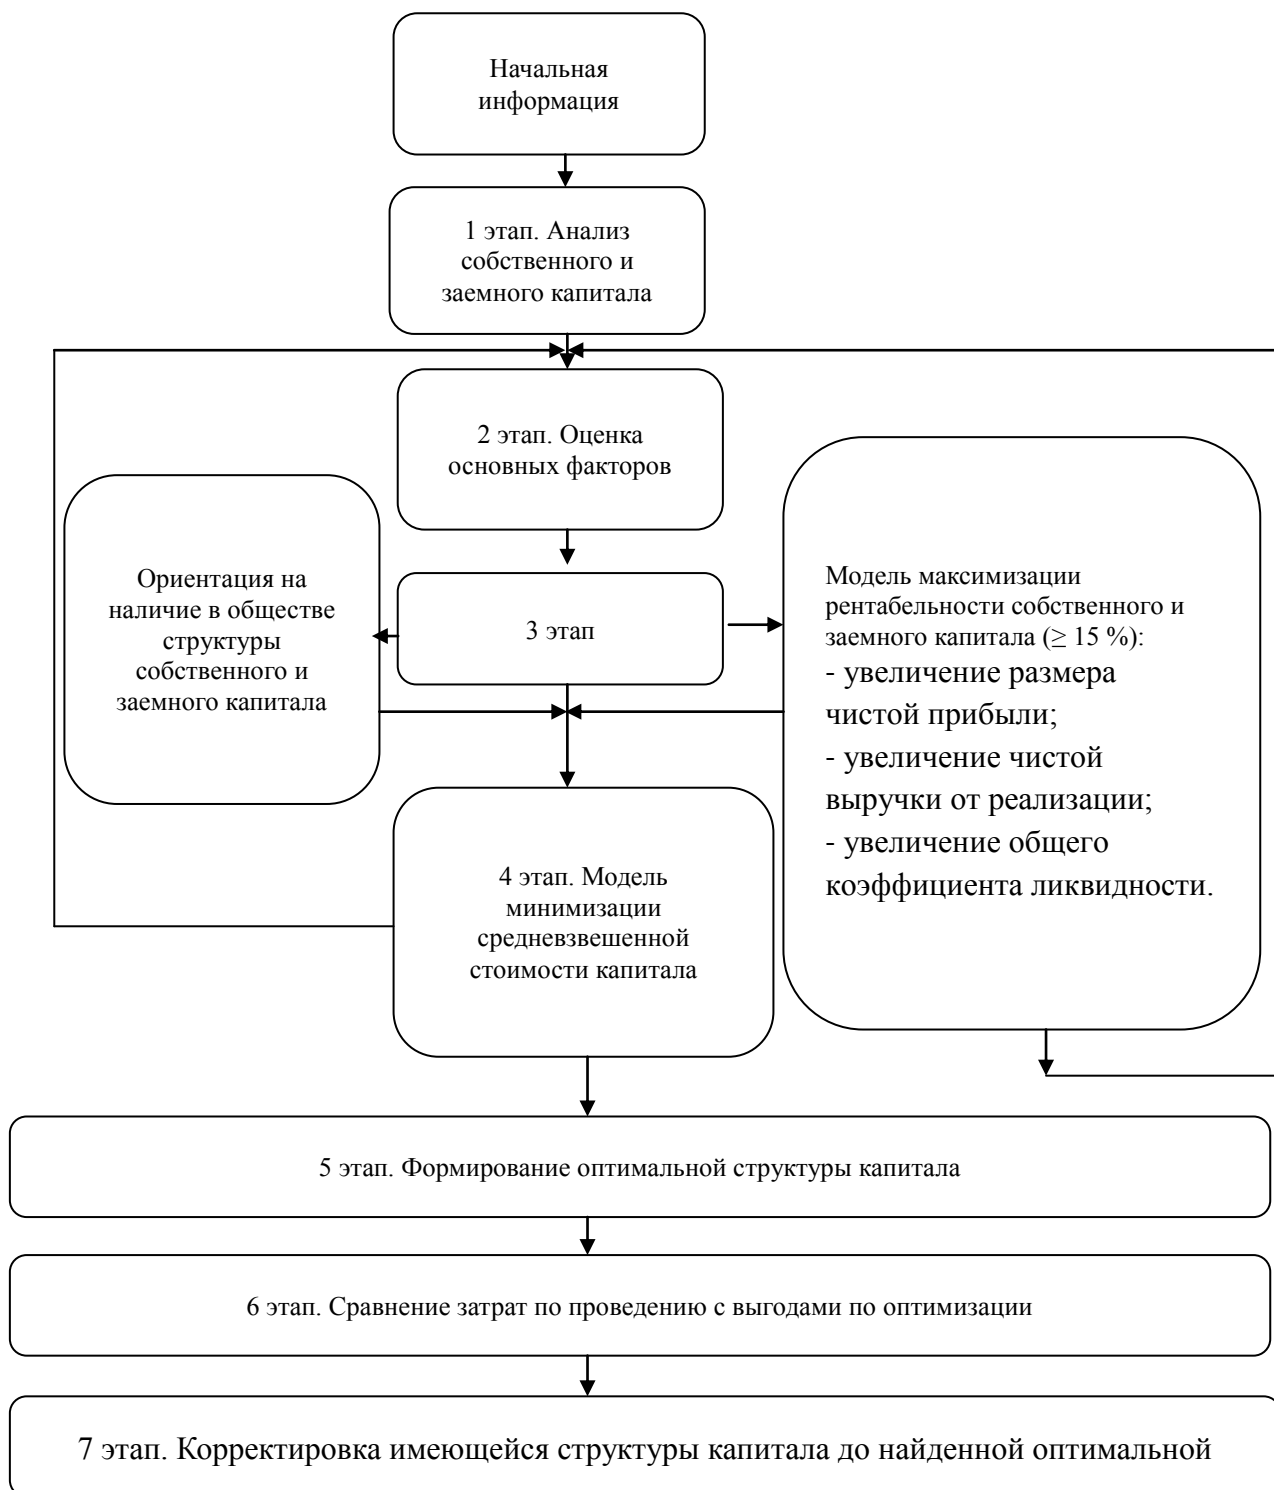 Начальная
информация
1 этап. Анализ
собственного и
заемного капитала
2 этап. Оценка
основных факторов
Ориентация на
наличие в обществе
структуры
собственного и
заемного капитала
3 этап
Модель максимизации
рентабельности собственного и
заемного капитала (≥ 15 %):
- увеличение размера
чистой прибыли;
- увеличение чистой
выручки от реализации;
- увеличение общего
коэффициента ликвидности.
4 этап. Модель
минимизации
средневзвешенной
стоимости капитала
5 этап. Формирование оптимальной структуры капитала
6 этап. Сравнение затрат по проведению с выгодами по оптимизации
7 этап. Корректировка имеющейся структуры капитала до найденной оптимальной